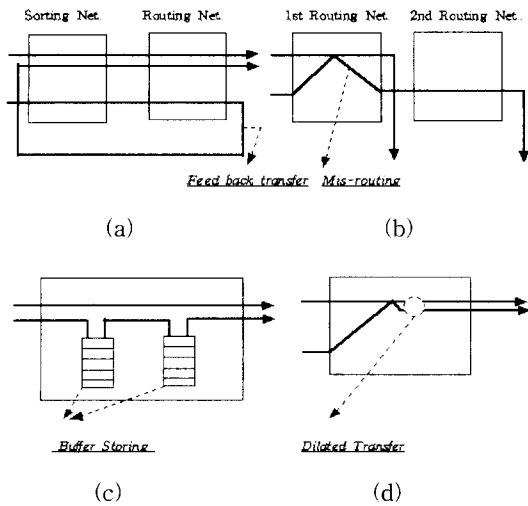 Sorting Net. Routing Net. 1st Routing Net. 2nd Routing Net.
Feed back transfer Mis-routing
(a) (b)
Buffer Storing Dilated Transfer
(c) (d)